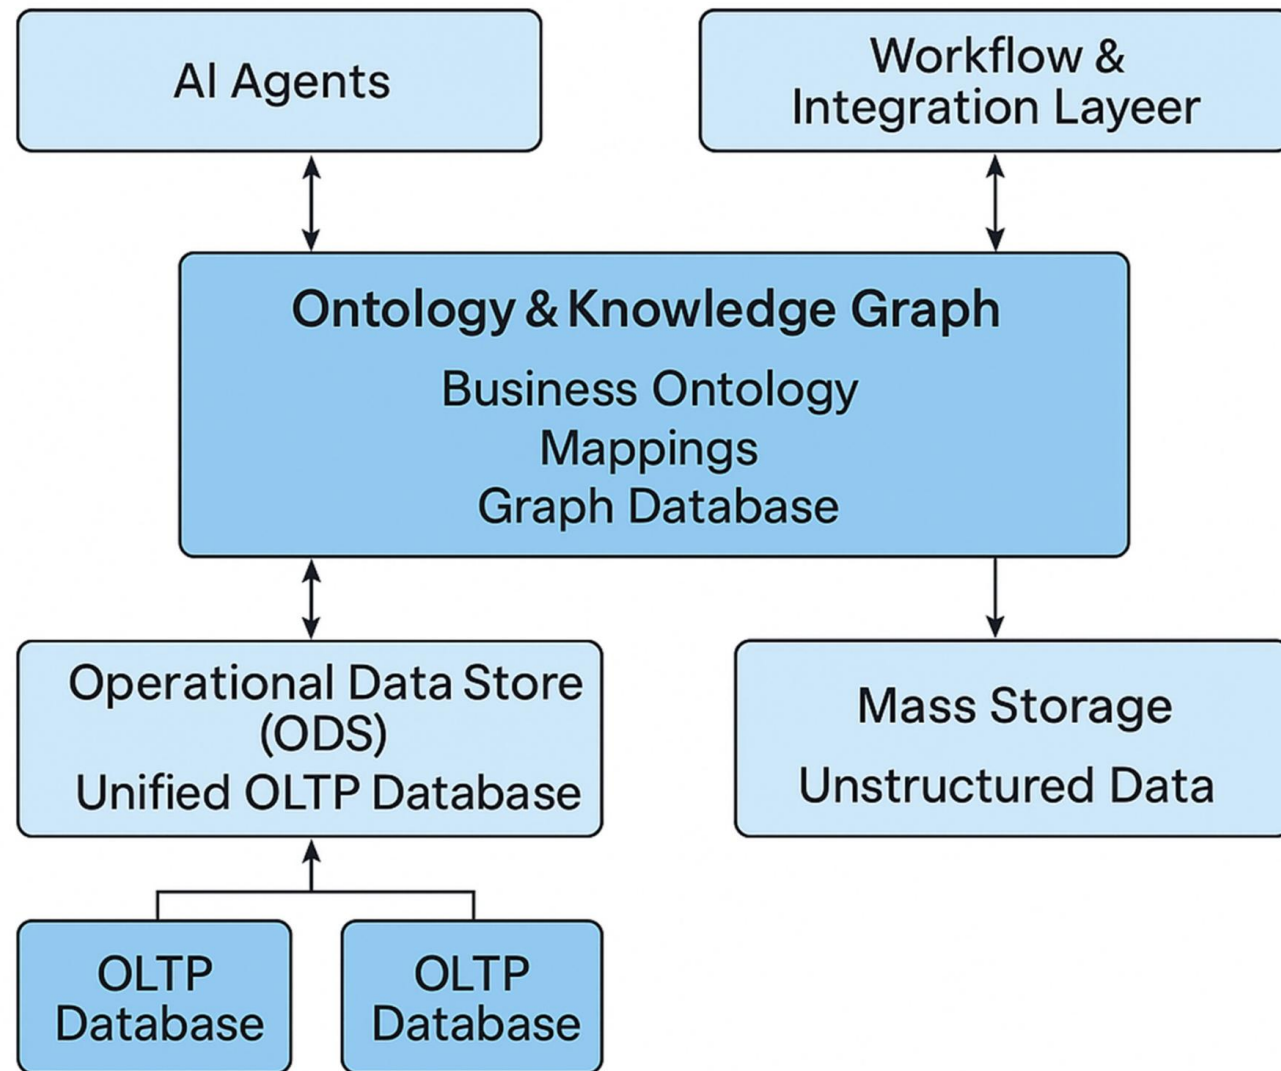 AI Agents
Workflow &
Integration Layeer
Ontology & Knowledge Graph
Business Ontology
Mappings
Graph Database
Operational Data Store
(ODS)
Unified OLTP Database
Mass Storage
Unstructured Data
OLTP
Database
OLTP
Database